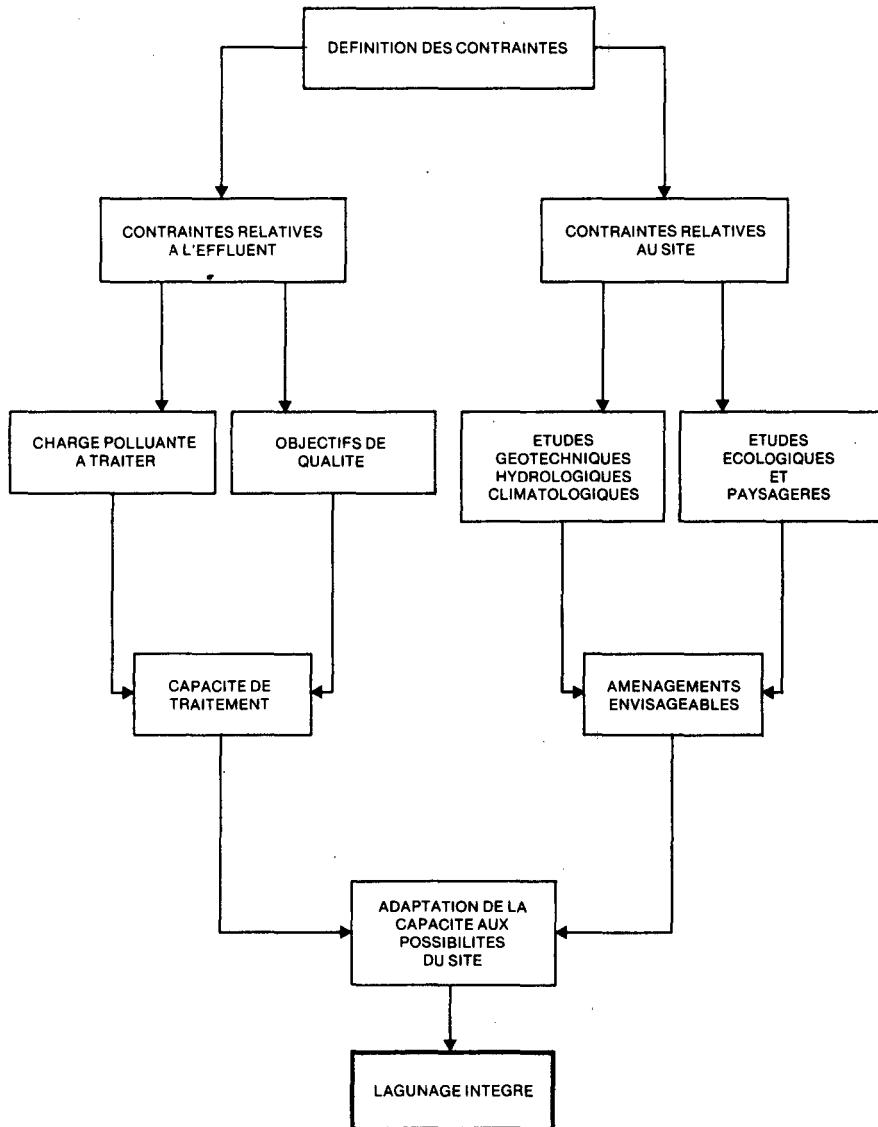 DEFINITION DES CONTRAINTES
CONTRAINTES RELATIVES
A L'EFFLUENT
CONTRAINTES RELATIVES
AU SITE
CHARGE POLLUANTE
A TRAITER
OBJECTIFS DE
QUALITE
ETUDES
GEOTECHNIQUES
HYDROLOGIQUES
CLIMATOLOGIQUES
ETUDES
ECOLOGIQUES
ET
PAYSAGERES
CAPACITE DE
TRAITEMENT
AMENAGEMENTS
ENVISAGEABLES
ADAPTATION DE LA
CAPACITE AUX
POSSIBILITES
DU SITE
LAGUNAGE INTEGRE